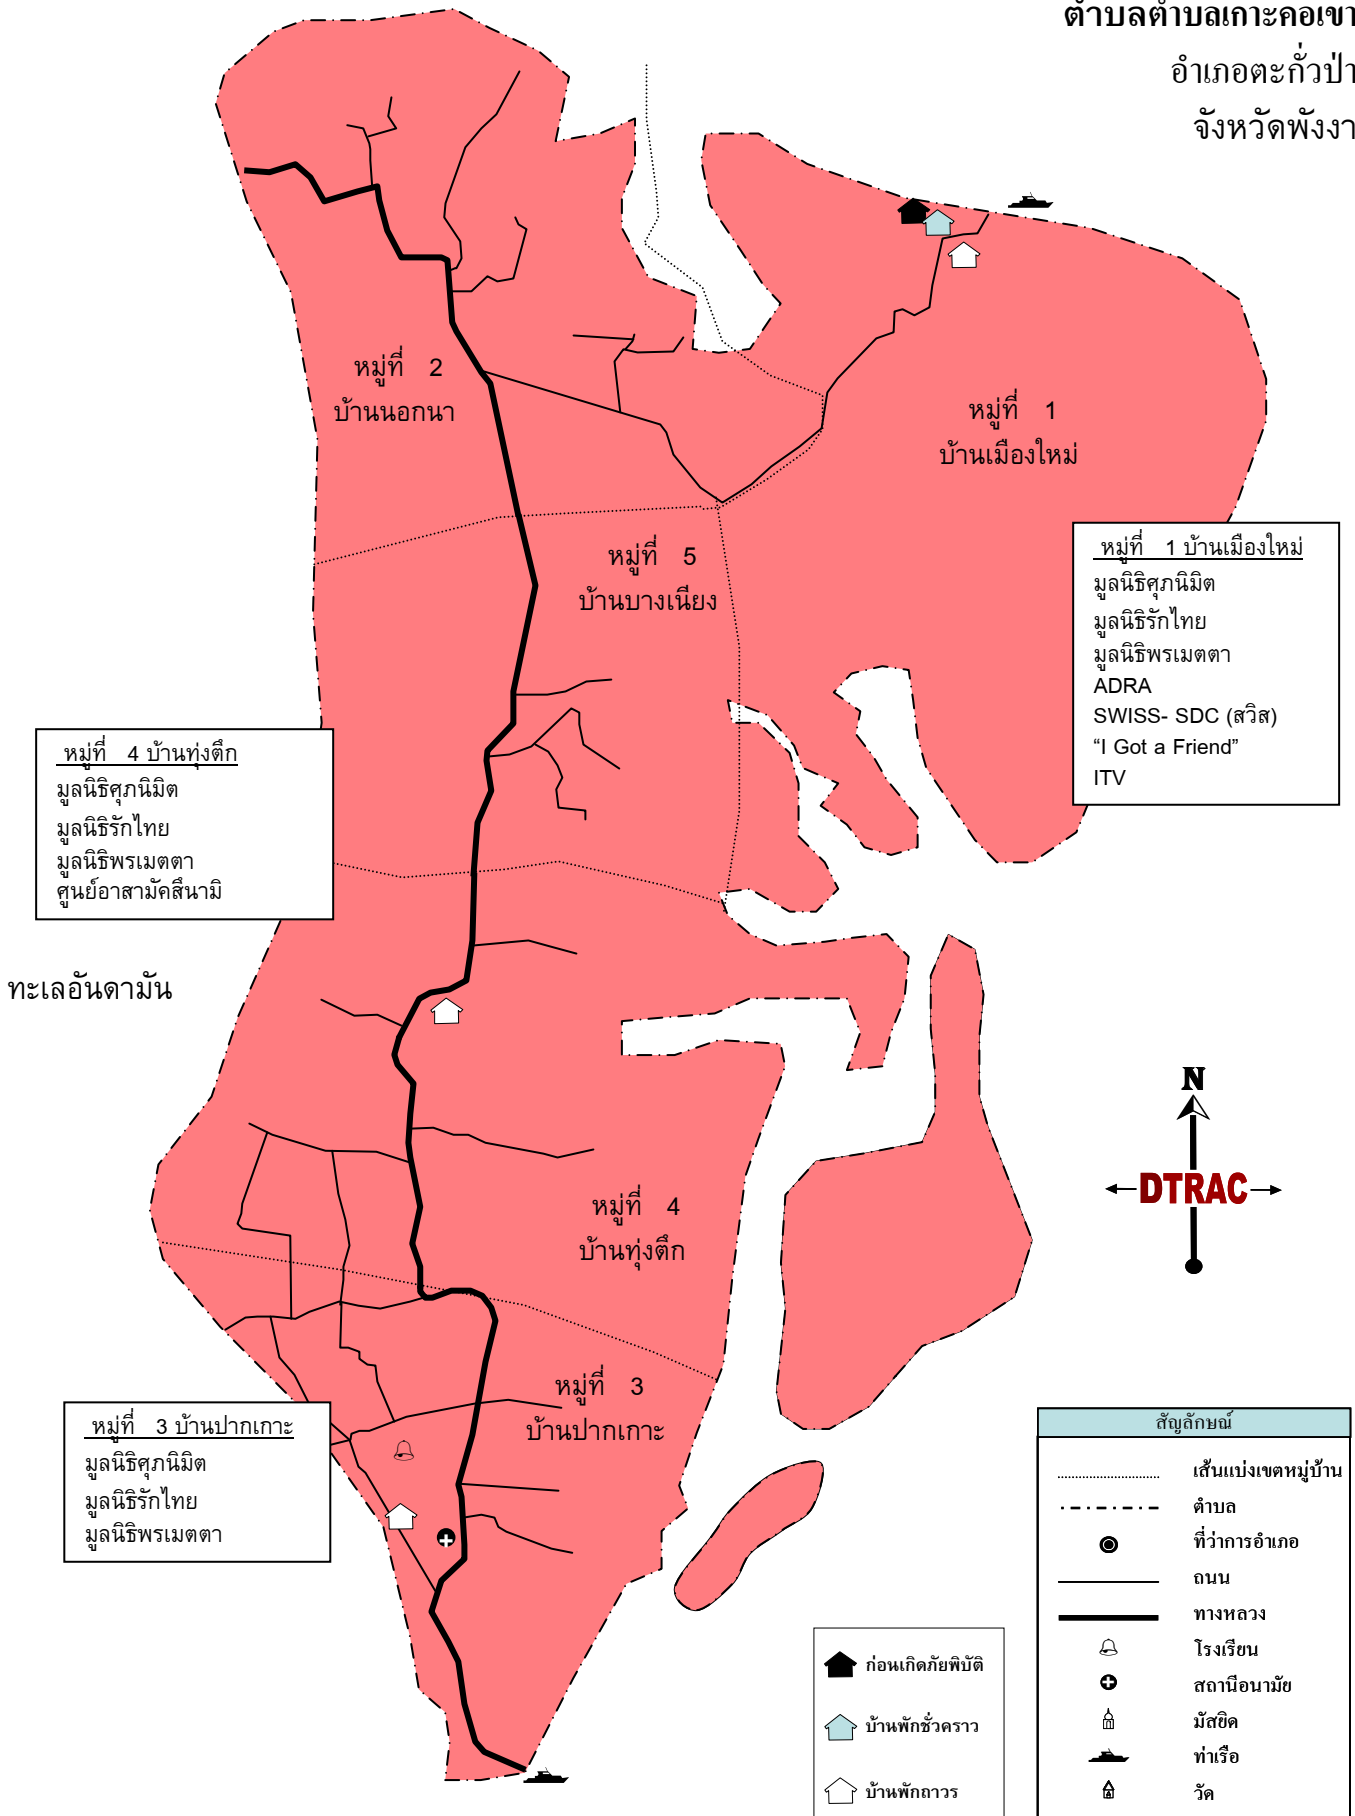 ตำบลตำบลเกาะคอเขา
อำเภอตะกั่วป่า
จังหวัดพังงา
หมู่ที่ 2
บ้านนอกนา
หมู่ที่ 1
บ้านเมืองใหม่
หมู่ที่ 5
บ้านบางเนียง
หมู่ที่ 1 บ้านเมืองใหม่
มูลนิธิศุภนิมิต
มูลนิธิรักไทย
มูลนิธิพรเมตตา
ADRA
SWISS- SDC (สวิส)
“I Got a Friend”
ITV
หมู่ที่ 4 บ้านทุ่งตึก
มูลนิธิศุภนิมิต
มูลนิธิรักไทย
มูลนิธิพรเมตตา
ศูนย์อาสามัคสึนามิ
ทะเลอันดามัน
N
DTRAC
หมู่ที่ 4
บ้านทุ่งตึก
หมู่ที่ 3
บ้านปากเกาะ
หมู่ที่ 3 บ้านปากเกาะ
มูลนิธิศุภนิมิต
มูลนิธิรักไทย
มูลนิธิพรเมตตา
ก่อนเกิดภัยพิบัติ
บ้านพักชั่วคราว
บ้านพักถาวร
สัญลักษณ์
เส้นแบ่งเขตหมู่บ้าน
ตำบล
ที่ว่าการอำเภอ
ถนน
ทางหลวง
โรงเรียน
สถานีอนามัย
มัสยิด
ท่าเรือ
วัด